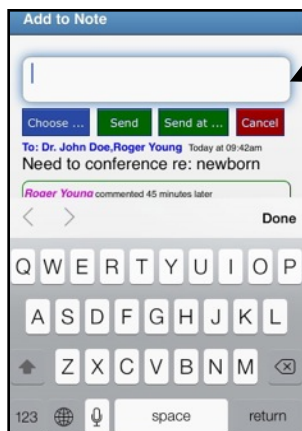 Add to Note
Choose ... Send Send at ... Cancel
To: Dr. John Doe,Roger Young Today at 09:42am
Need to conference re: newborn
Roger Young commented 45 minutes later
Done
Q W E R T Y U I O P
A S D F G H J K L
Z X C V B N M
123 space return